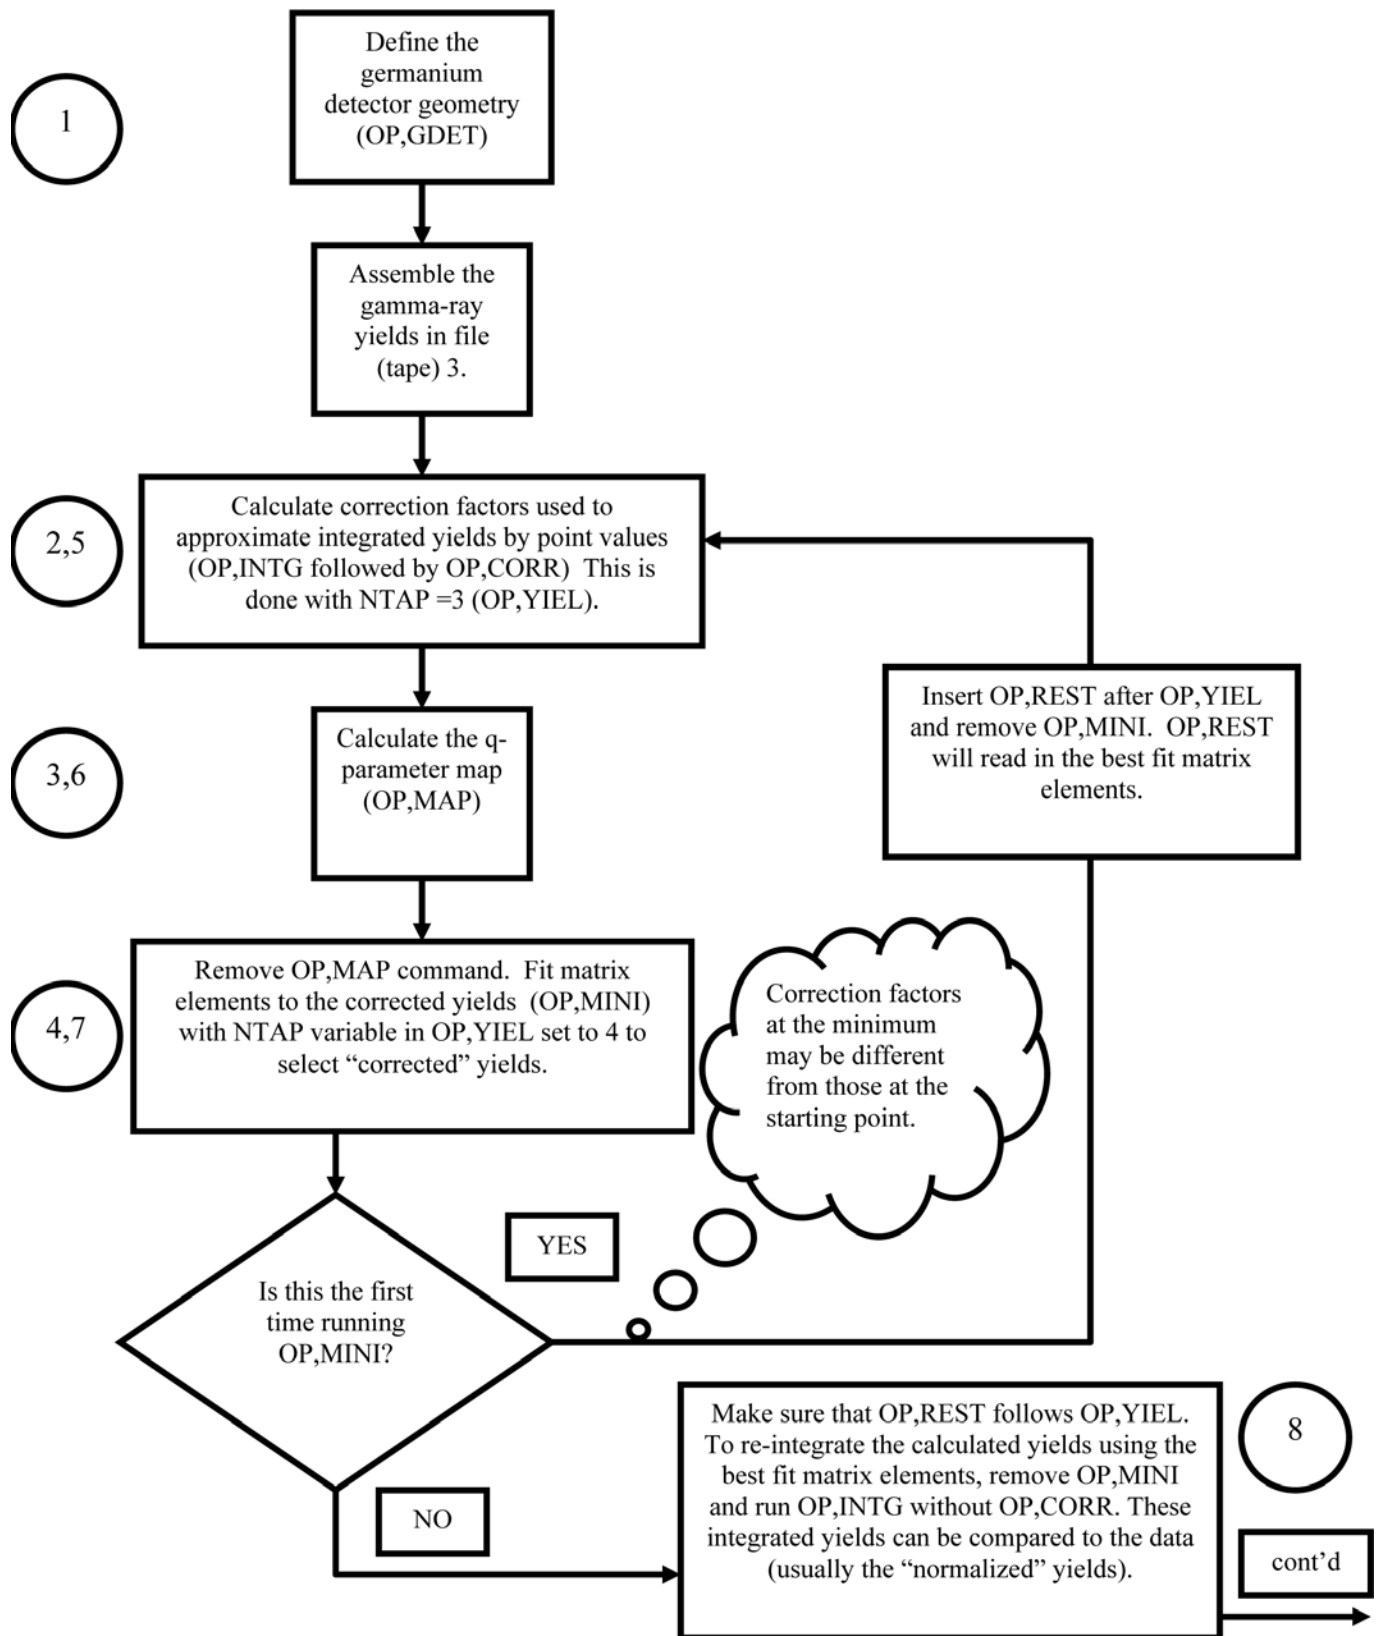 Define the
germanium
detector geometry
(OP,GDET)
1
Assemble the
gamma-ray
yields in file
(tape) 3.
2,5
Calculate correction factors used to
approximate integrated yields by point values
(OP,INTG followed by OP,CORR)  This is
done with NTAP =3 (OP,YIEL).
3,6
Calculate the q-
parameter map
(OP,MAP)
Insert OP,REST after OP,YIEL
and remove OP,MINI.  OP,REST
will read in the best fit matrix
elements.
4,7
Remove OP,MAP command.  Fit matrix
elements to the corrected yields  (OP,MINI)
with NTAP variable in OP,YIEL set to 4 to
select “corrected” yields.
Correction factors
at the minimum
may be different
from those at the
starting point.
YES
Is this the first
time running
OP,MINI?
NO
Make sure that OP,REST follows OP,YIEL.
To re-integrate the calculated yields using the
best fit matrix elements, remove OP,MINI
and run OP,INTG without OP,CORR. These
integrated yields can be compared to the data
(usually the “normalized” yields).
8
cont’d